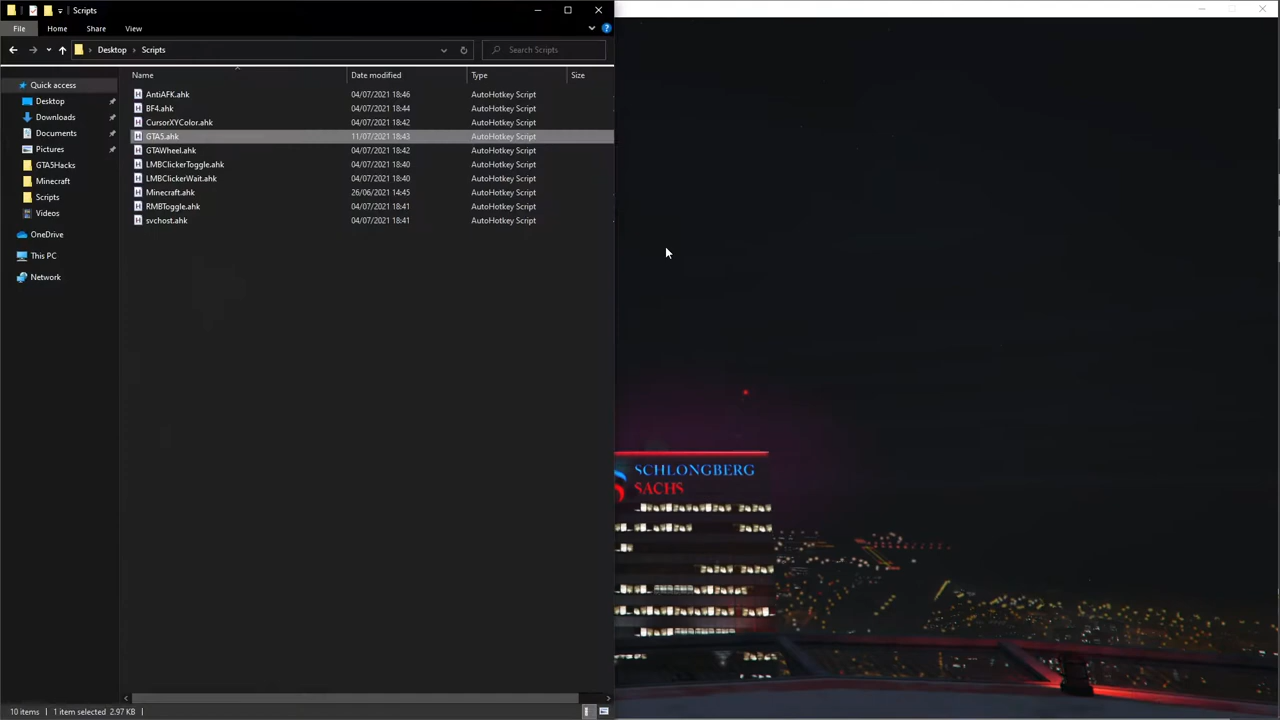 Scripts
File Home Share View
Desktop Scripts Search Scripts
Name Date modified Type Size
Quick access
Desktop
Downloads
Documents
Pictures
GTA5Hacks
Minecraft
Scripts
Videos
OneDrive
This PC
Network
AntiAFK.ahk 04/07/2021 18:46 AutoHotkey Script
BF4.ahk 04/07/2021 18:44 AutoHotkey Script
CursorXYColor.ahk 04/07/2021 18:42 AutoHotkey Script
GTA5.ahk 11/07/2021 18:43 AutoHotkey Script
GTAWheel.ahk 04/07/2021 18:42 AutoHotkey Script
LMBClickerToggle.ahk 04/07/2021 18:40 AutoHotkey Script
LMBClickerWait.ahk 04/07/2021 18:40 AutoHotkey Script
Minecraft.ahk 26/06/2021 14:45 AutoHotkey Script
RMBToggle.ahk 04/07/2021 18:41 AutoHotkey Script
svchost.ahk 04/07/2021 18:41 AutoHotkey Script
SCHLONGBERG
SACHS
10 items 1 item selected 2.97 KB